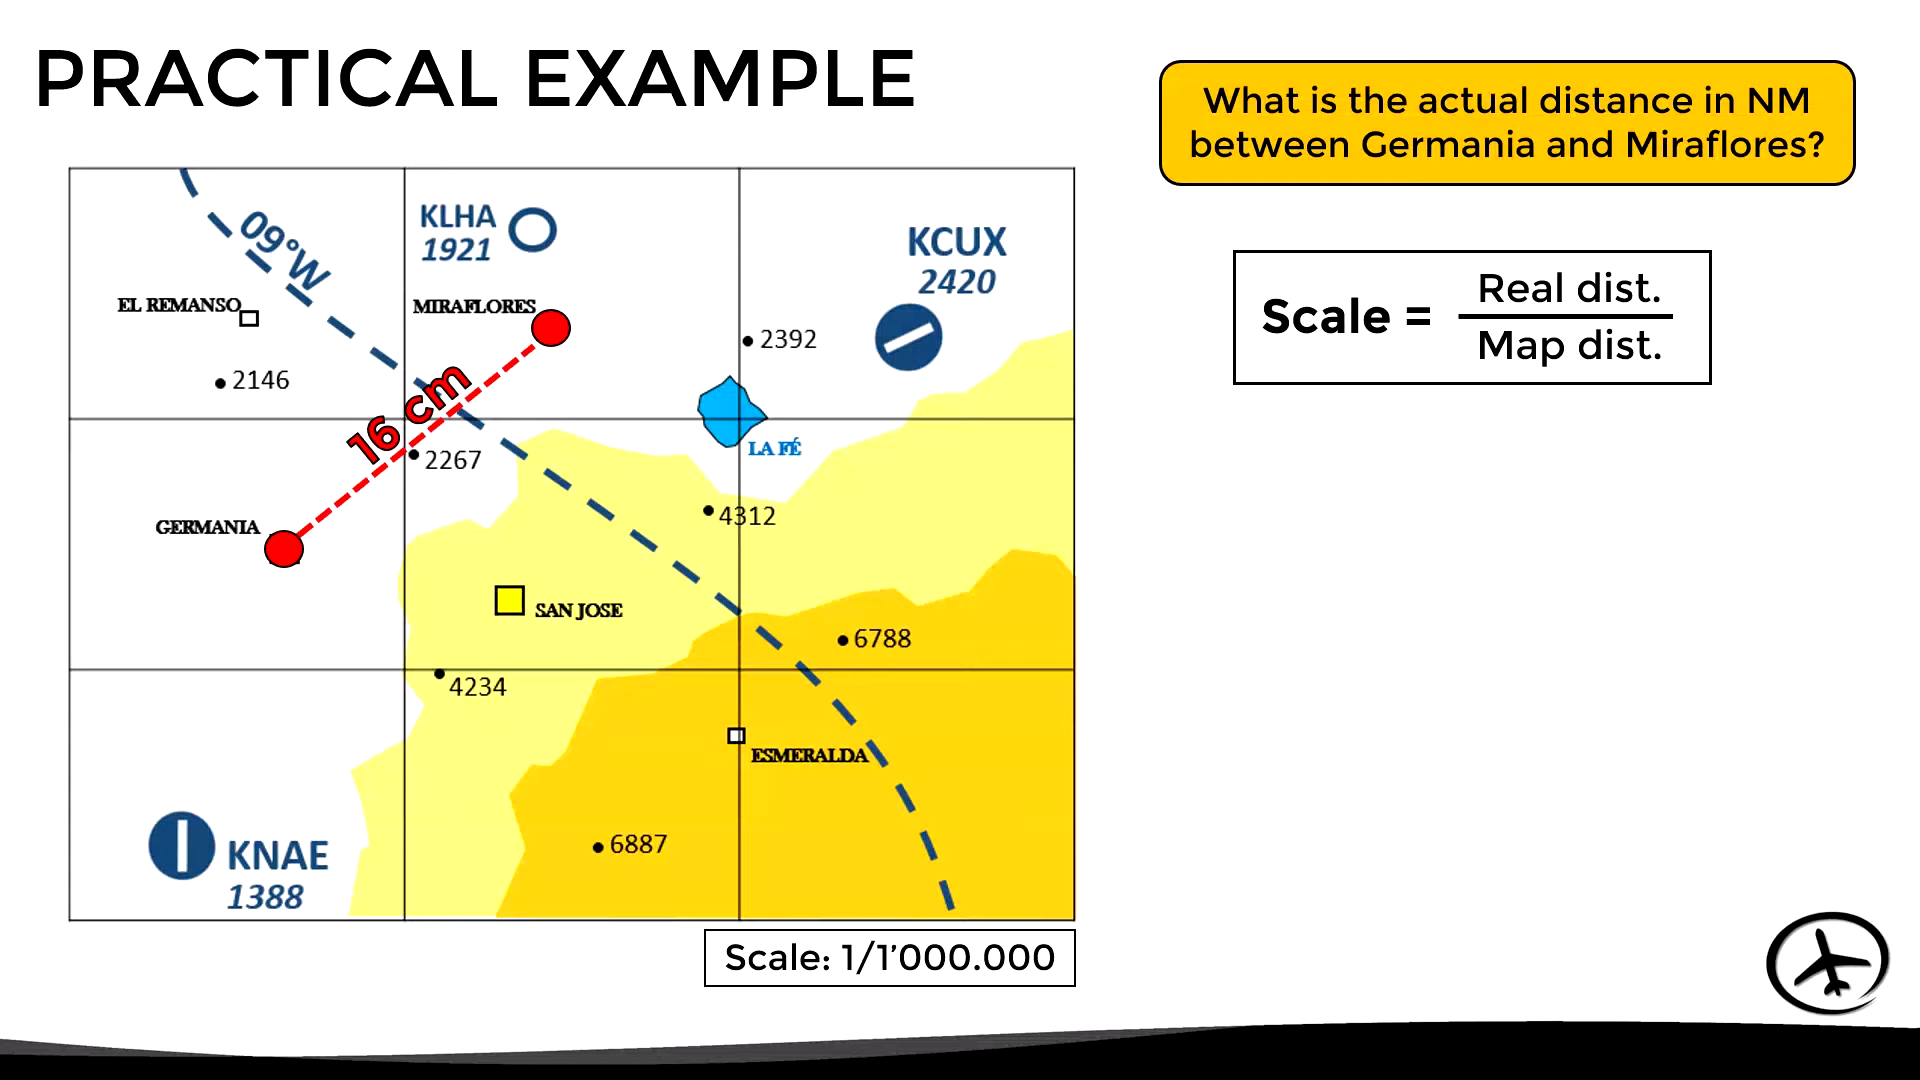 PRACTICAL EXAMPLE
What is the actual distance in NM
between Germania and Miraflores?
Scale =
Real dist.
Map dist.
09°W
KLHA
1921
KCUX
2420
EL REMANSO
MIRAFLORES
2392
2146
16 cm
LA FÉ
2267
4312
GERMANIA
SAN JOSE
6788
4234
ESMERALDA
6887
KNAE
1388
Scale: 1/1’000.000